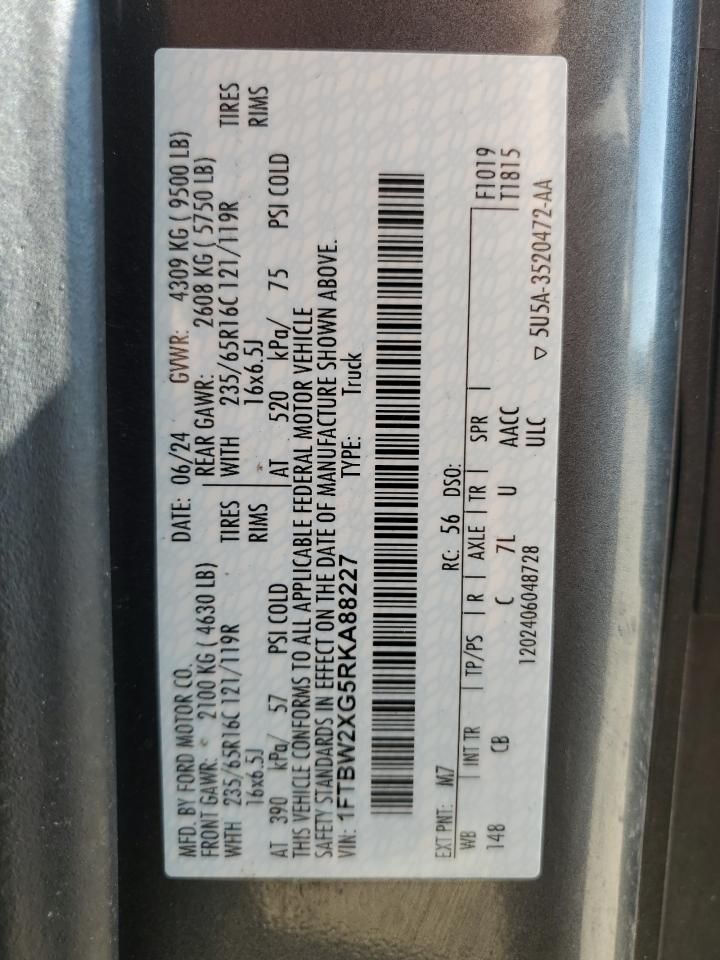 MFD. BY FORD MOTOR CO. DATE: 06/24 GVWR: 4309 KG ( 9500 LB)
FRONT GAWR: 2100 KG ( 4630 LB) REAR GAWR: 2608 KG ( 5750 LB)
WITH 235/65R16C 121/119R TIRES WITH 235/65R16C 121/119R TIRES
16x6.5J RIMS 16x6.5J RIMS
AT 390 kPa/ 57 PSI COLD AT 520 kPa/ 75 PSI COLD
THIS VEHICLE CONFORMS TO ALL APPLICABLE FEDERAL MOTOR VEHICLE
SAFETY STANDARDS IN EFFECT ON THE DATE OF MANUFACTURE SHOWN ABOVE.
VIN: 1FTBW2XG5RKA88227 TYPE: Truck
EXT PNT: M7 RC: 56 DSO:
WB INT TR TP/PS R AXLE TR SPR F1019
148 CB C 7L U AACC T1815
ULC
1202406048728 5U5A-3520472-AA